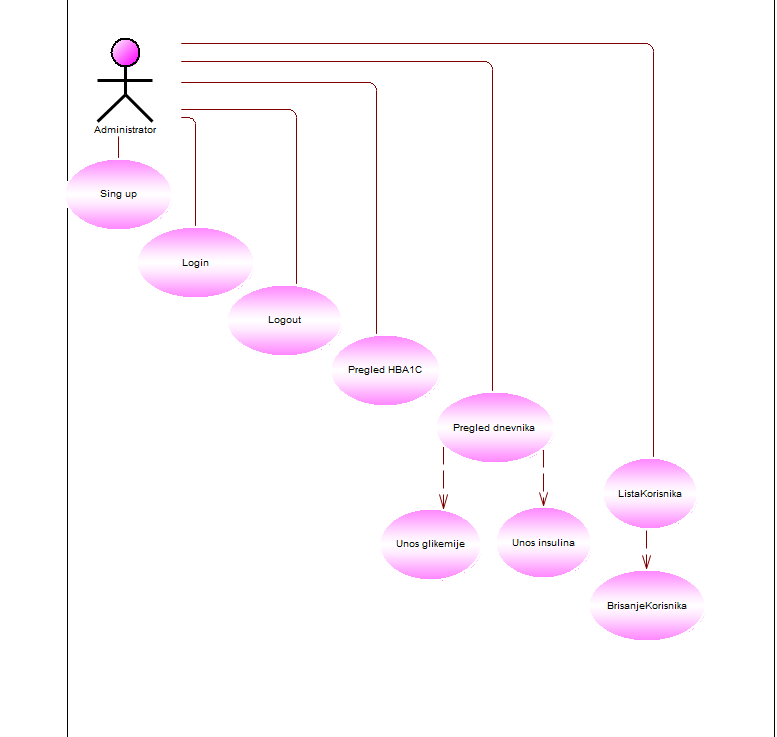 Administrator
Sing up
Login
Logout
Pregled HBA1C
Pregled dnevnika
ListaKorisnika
Unos glikemije
Unos insulina
BrisanjeKorisnika